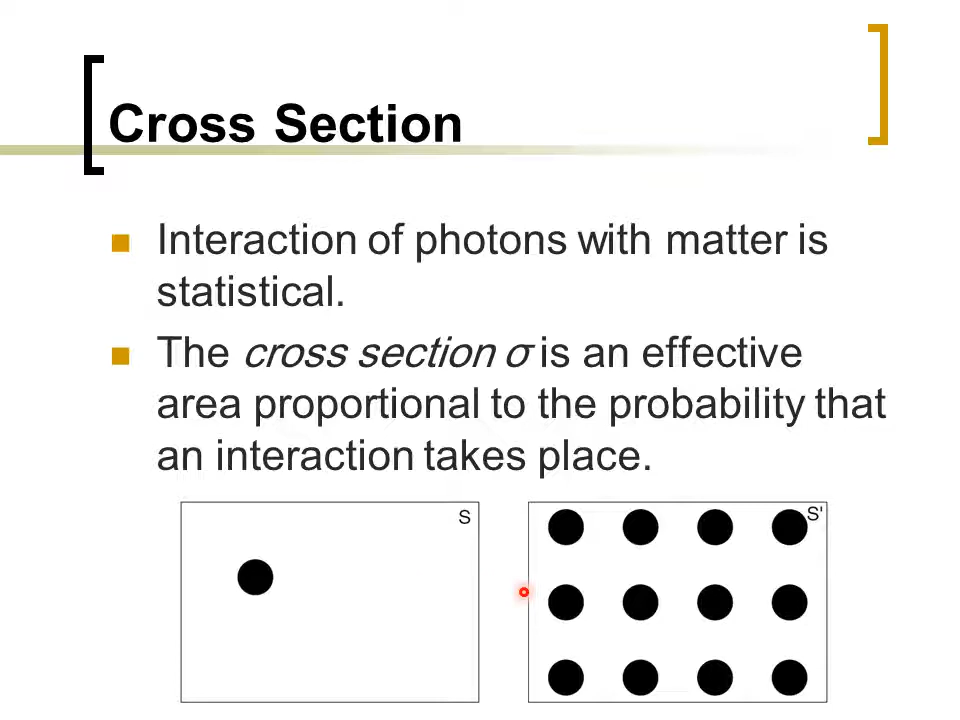 Cross Section
Interaction of photons with matter is
statistical.
The cross section σ is an effective
area proportional to the probability that
an interaction takes place.
S
S'